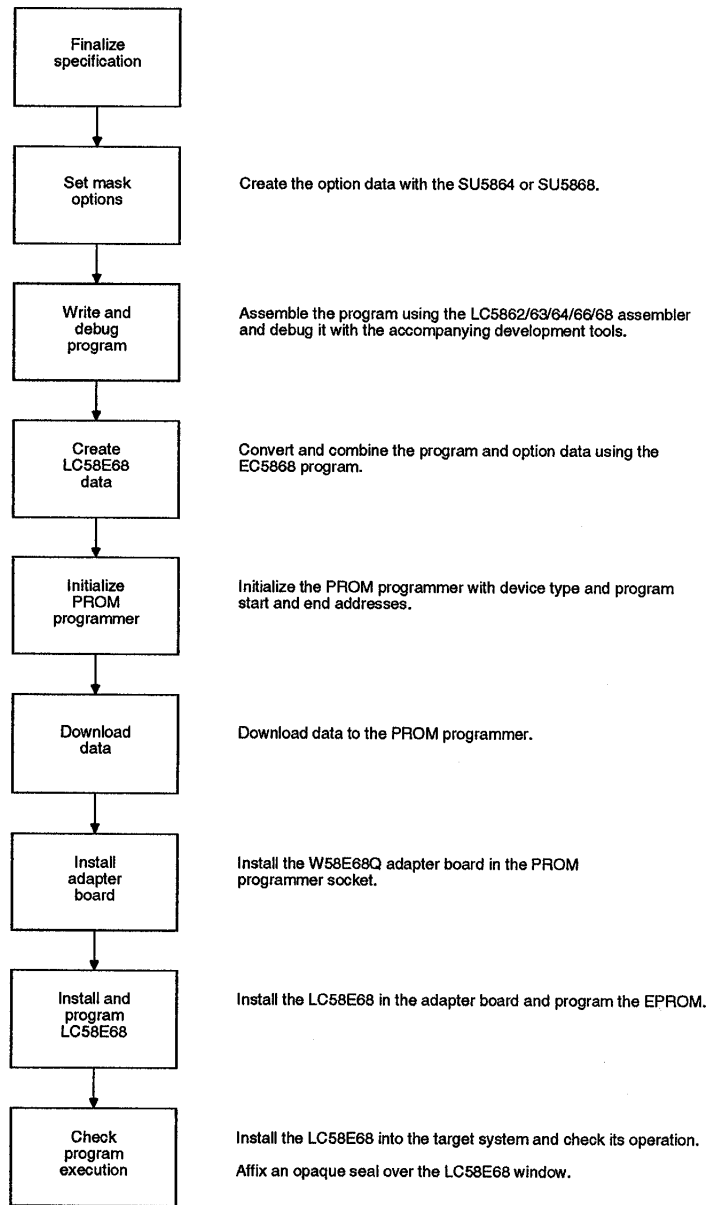 Finalize
specification
Set mask
options
Create the option data with the SU5864 or SU5868.
Write and
debug
program
Assemble the program using the LC5862/63/64/66/68 assembler
and debug it with the accompanying development tools.
Create
LC58E68
data
Convert and combine the program and option data using the
EC5868 program.
Initialize
PROM
programmer
Initialize the PROM programmer with device type and program
start and end addresses.
Download
data
Download data to the PROM programmer.
Install
adapter
board
Install the W58E68Q adapter board in the PROM
programmer socket.
Install and
program
LC58E68
Install the LC58E68 in the adapter board and program the EPROM.
Check
program
execution
Install the LC58E68 into the target system and check its operation.
Affix an opaque seal over the LC58E68 window.